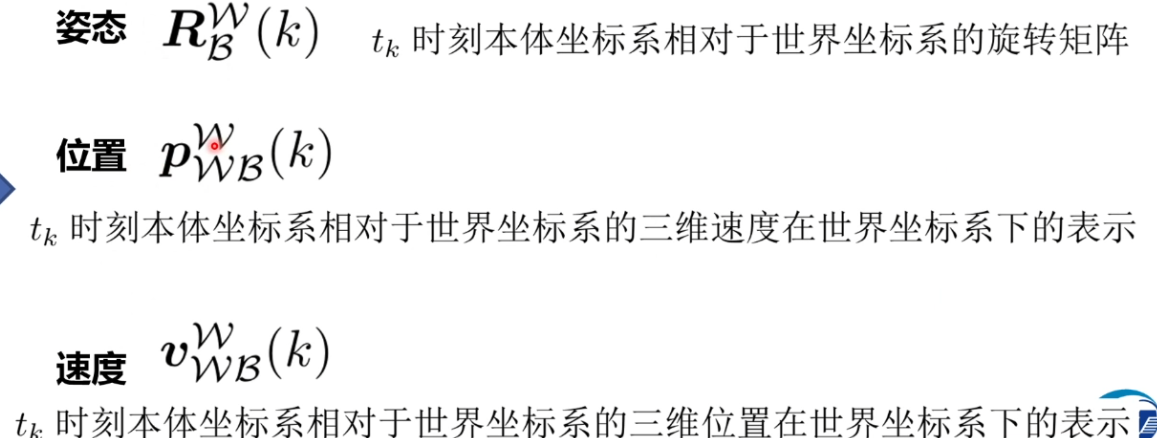 姿态 $\boldsymbol{R}_{\mathcal{B}}^{\mathcal{W}}(k)$ $t_k$ 时刻本体坐标系相对于世界坐标系的旋转矩阵
位置 $\boldsymbol{p}_{\mathcal{W}\mathcal{B}}^{\mathcal{W}}(k)$
$t_k$ 时刻本体坐标系相对于世界坐标系的三维速度在世界坐标系下的表示
速度 $\boldsymbol{v}_{\mathcal{W}\mathcal{B}}^{\mathcal{W}}(k)$
$t_k$ 时刻本体坐标系相对于世界坐标系的三维位置在世界坐标系下的表示